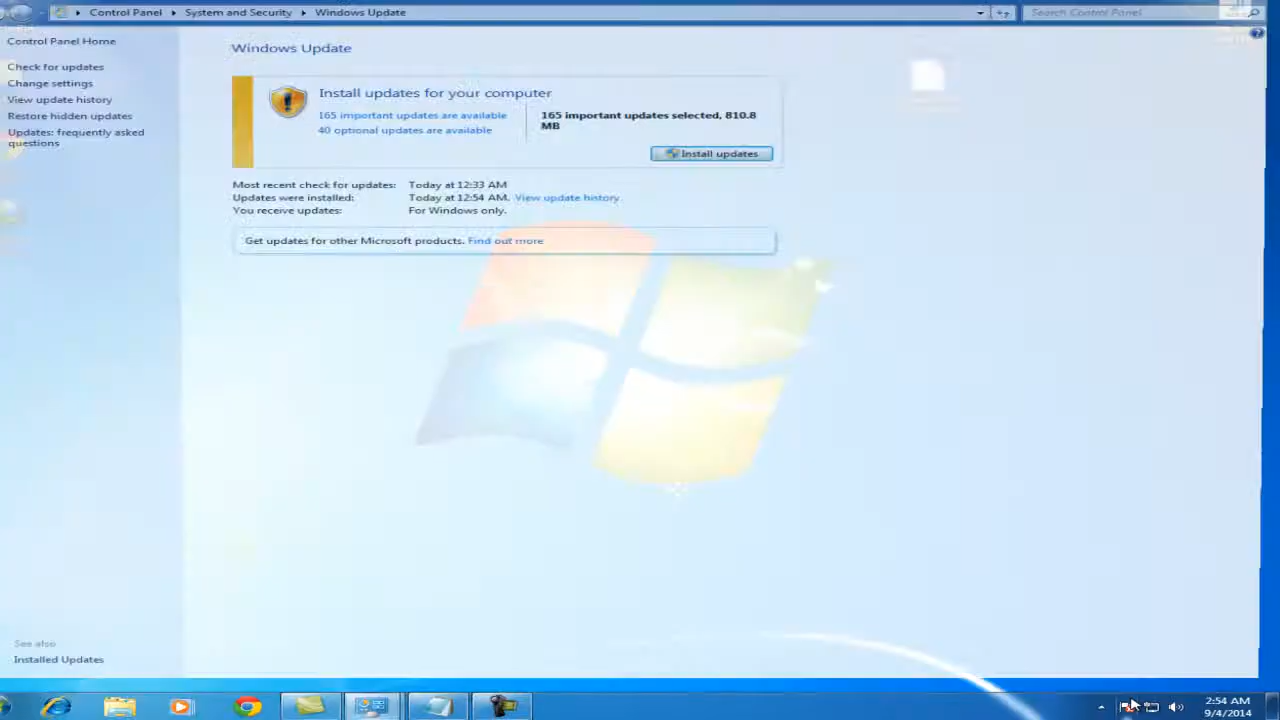 Control Panel System and Security Windows Update
Search Control Panel
Control Panel Home
Check for updates
Change settings
View update history
Restore hidden updates
Updates: frequently asked
questions
Windows Update
Install updates for your computer
165 important updates are available
40 optional updates are available
165 important updates selected, 810.8
MB
Install updates
Most recent check for updates: Today at 12:33 AM
Updates were installed: Today at 12:54 AM. View update history
You receive updates: For Windows only.
Get updates for other Microsoft products. Find out more
See also
Installed Updates
2:54 AM
9/4/2014